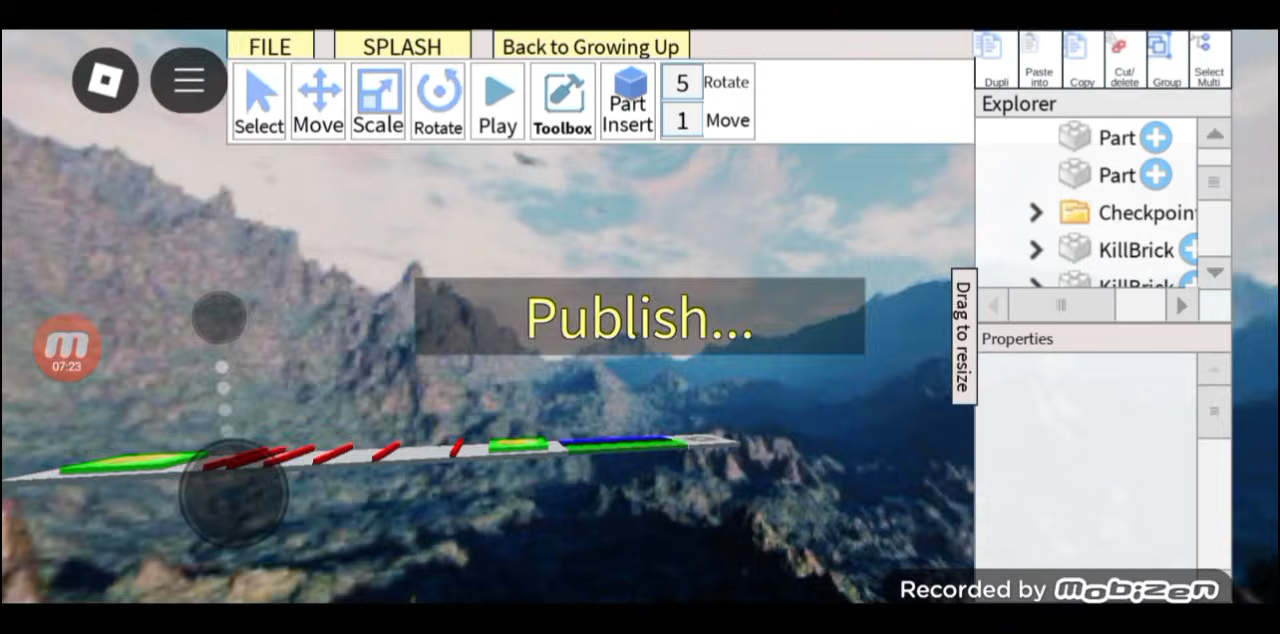 FILE
SPLASH
Back to Growing Up
Select
Move
Scale
Rotate
Play
Toolbox
Part
Insert
5 Rotate
1 Move
Dupli
Paste
into
Copy
Cut/
delete
Group
Select
Multi
Explorer
Part
Part
Checkpoin
KillBrick
KillBrick
Publish...
Drag to resize
Properties
07:23
Recorded by Mobizen